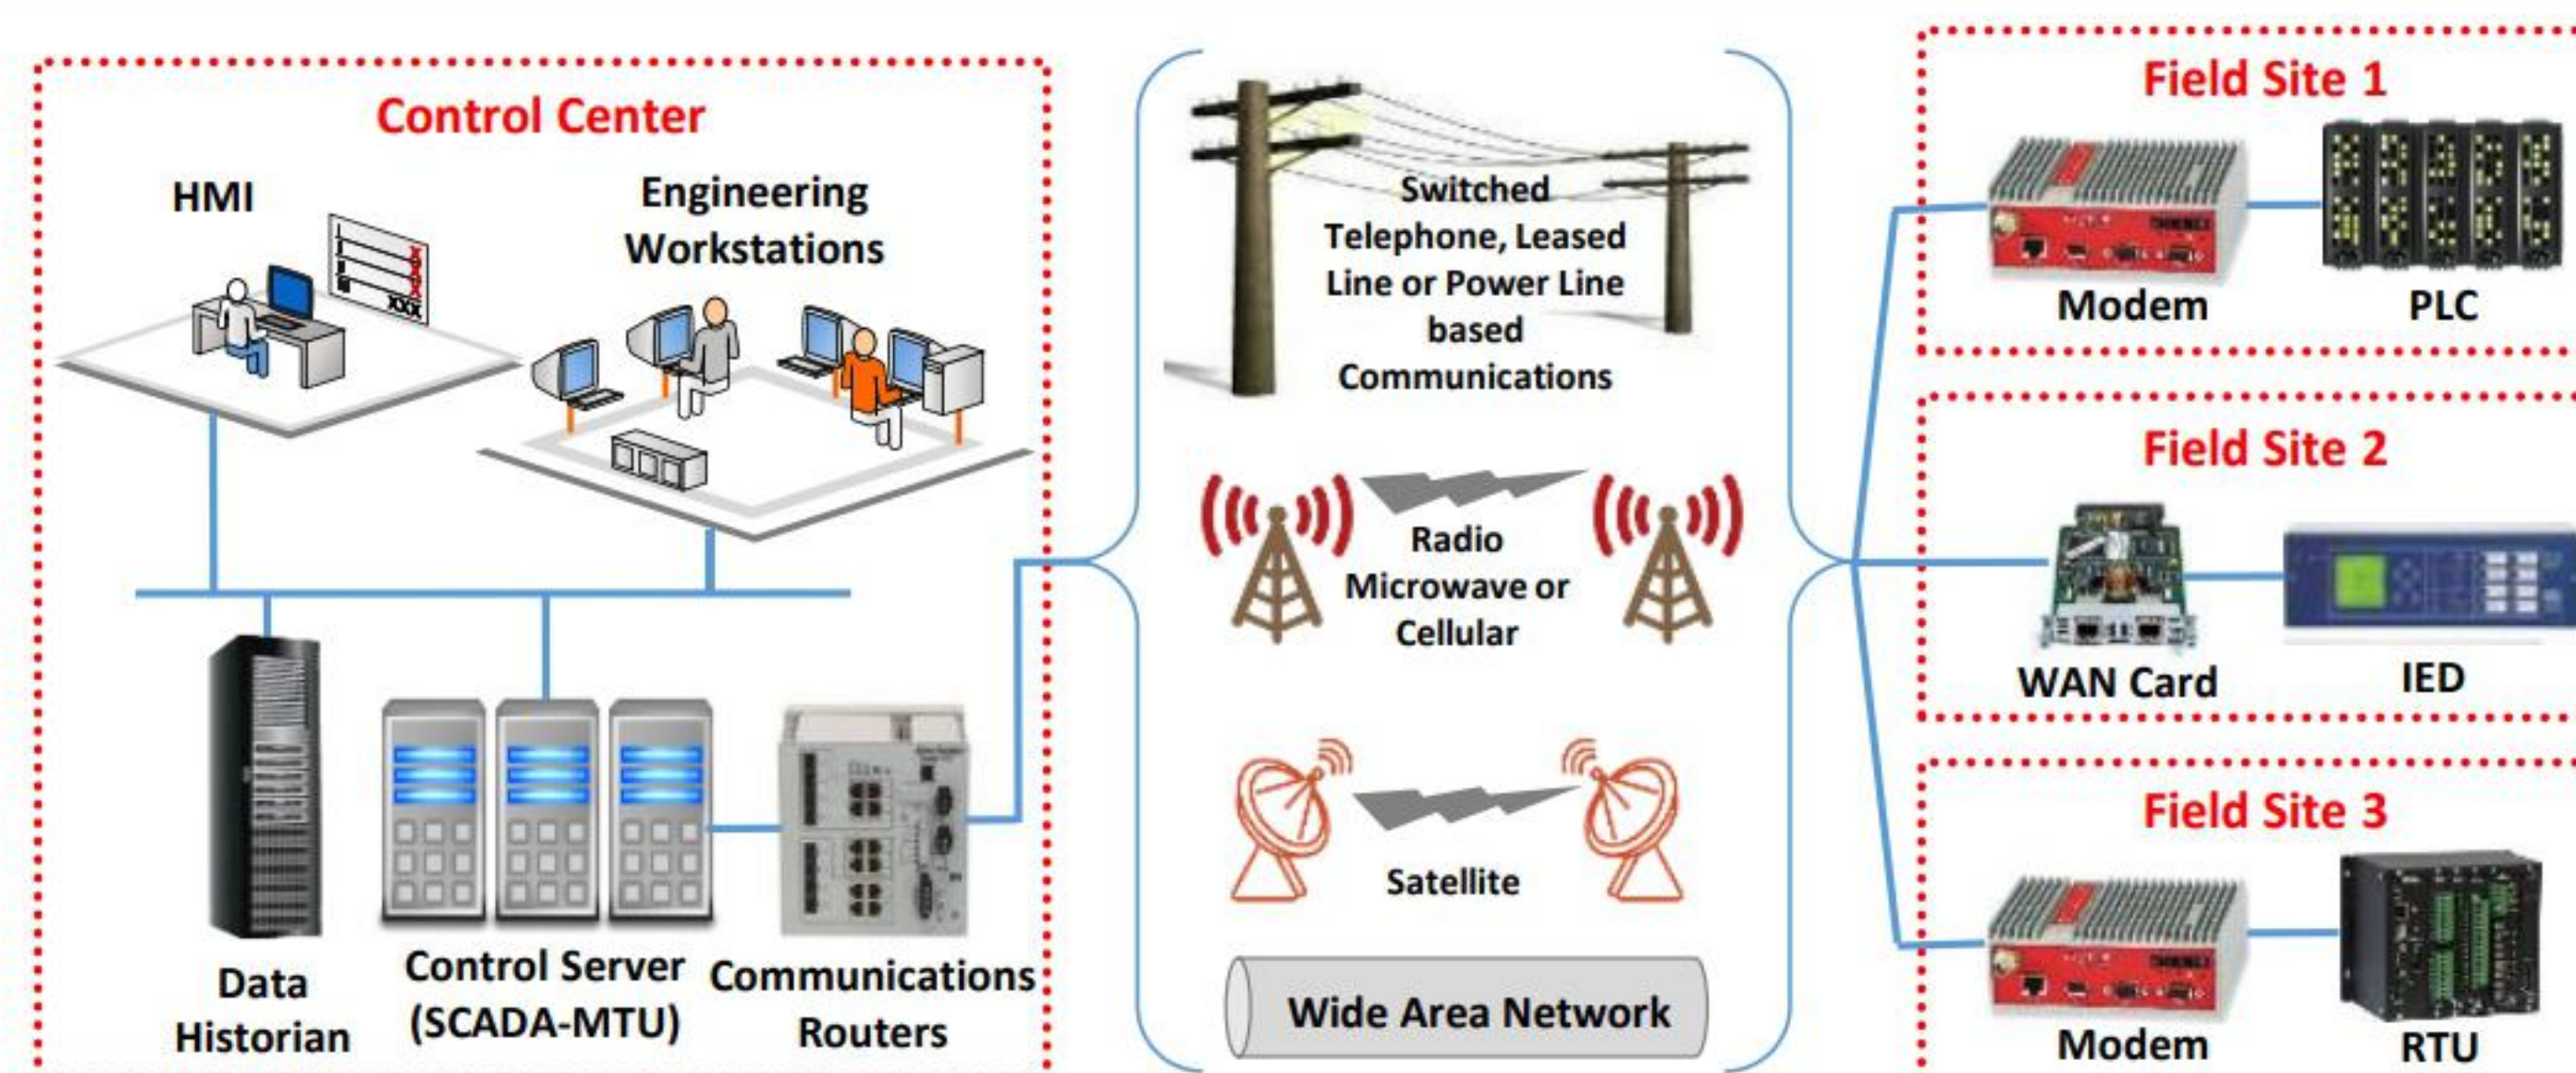 Control Center
HMI
Engineering
Workstations
XXX
Data
Historian
Control Server
(SCADA-MTU)
Communications
Routers
Switched
Telephone, Leased
Line or Power Line
based
Communications
Radio
Microwave or
Cellular
Satellite
Wide Area Network
Field Site 1
Modem
PLC
Field Site 2
WAN Card
IED
Field Site 3
Modem
RTU